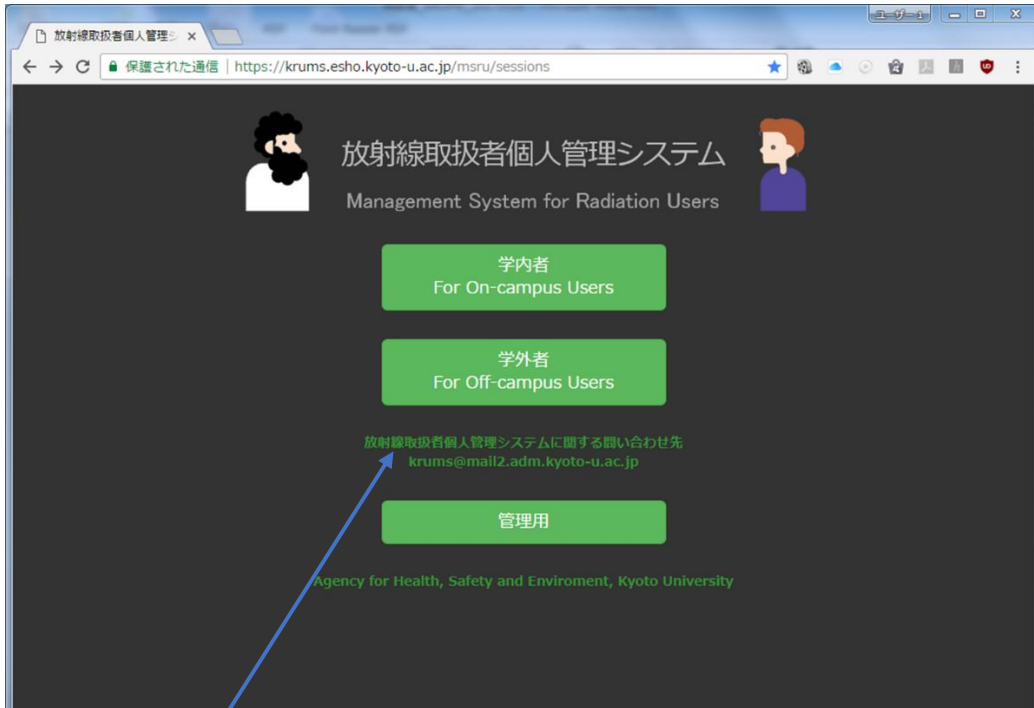 ユーザー1
放射線取扱者個人管理シ
保護された通信 | https://krums.esho.kyoto-u.ac.jp/msru/sessions
放射線取扱者個人管理システム
Management System for Radiation Users
学内者
For On-campus Users
学外者
For Off-campus Users
放射線取扱者個人管理システムに関する問い合わせ先
krums@mail2.adm.kyoto-u.ac.jp
管理用
Agency for Health, Safety and Enviroment, Kyoto University